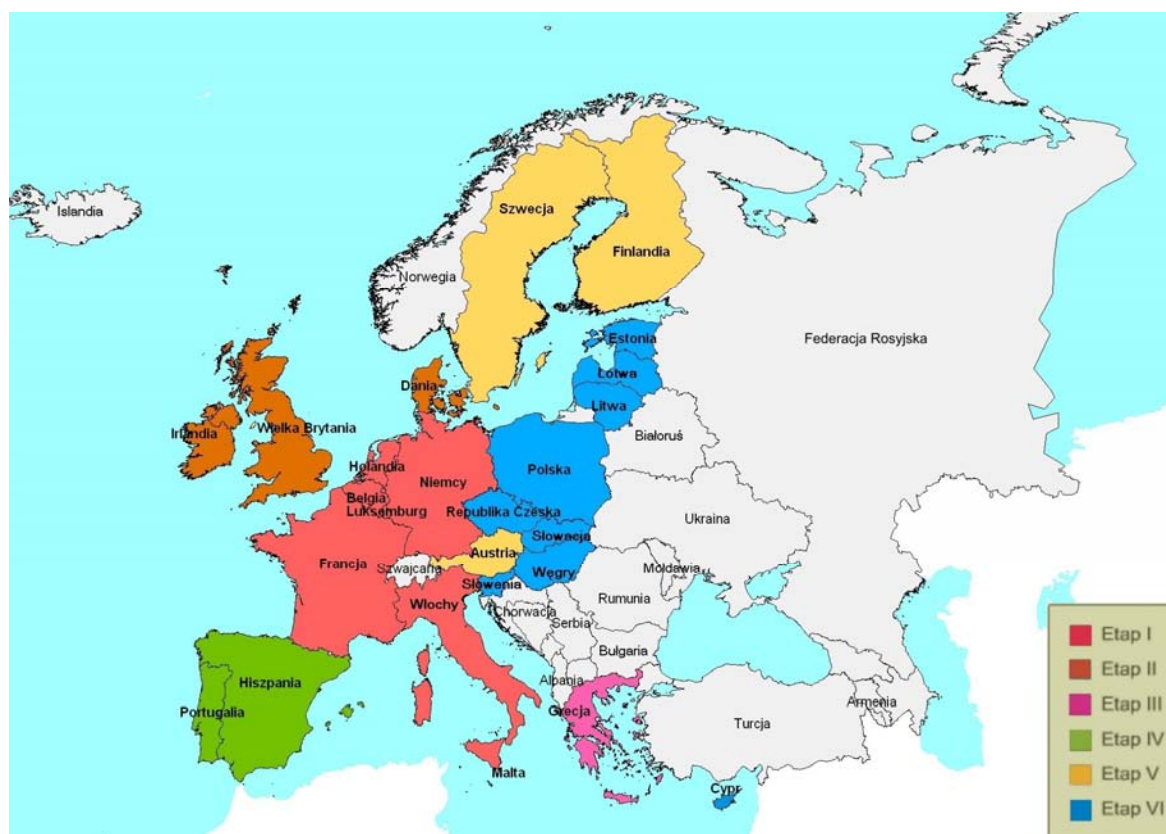 Islandia
Szwecja
Finlandia
Norwegia
Federacja Rosyjska
Estonia
Łotwa
Dania
Litwa
Irlandia
Wielka Brytania
Białoruś
Holandia
Niemcy
Polska
Belgia
Luksemburg
Republika Czeska
Ukraina
Słowacja
Austria
Francja
Szwajcaria
Węgry
Mołdawia
Słowenia
Włochy
Rumunia
Chorwacja
Serbia
Bułgaria
Hiszpania
Albania
Portugalia
Grecja
Armenia
Turcja
Malta
Cypr
Etap I
Etap II
Etap III
Etap IV
Etap V
Etap VI